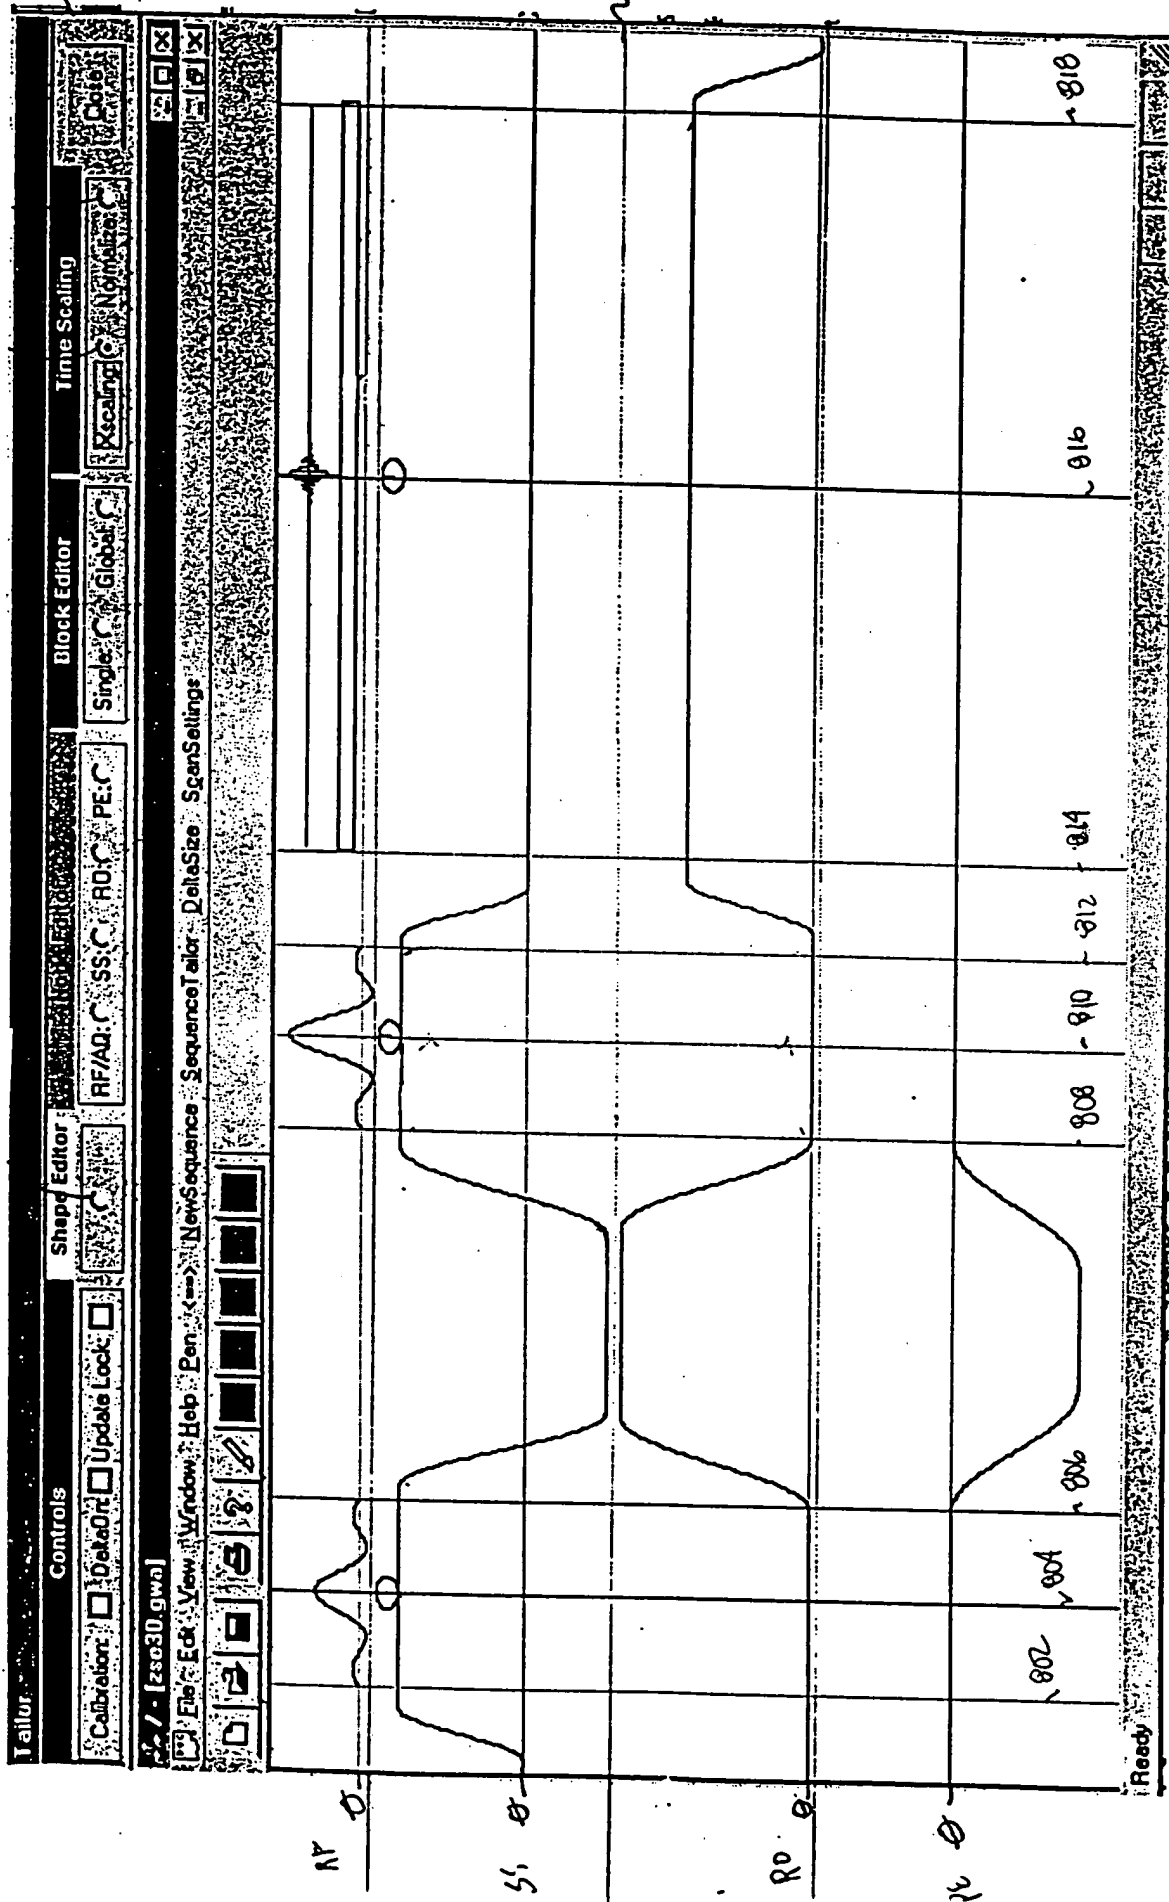 Tailor
Controls
Shape Editor
Block Editor
Time Scaling
Calibration:
DeltaOn:
Update Lock:
RF/AQ:
SS:
RO:
PE:
Single:
Global:
Xscaling:
Normalize:
Close
/ - [zso30.gwa]
File Edit View Window Help Pen <==> NewSequence SequenceTailor DeltaSize ScanSettings
RF Ø
SS Ø
RO Ø
PE Ø
802
804
806
808
810
812
814
816
818
Ready